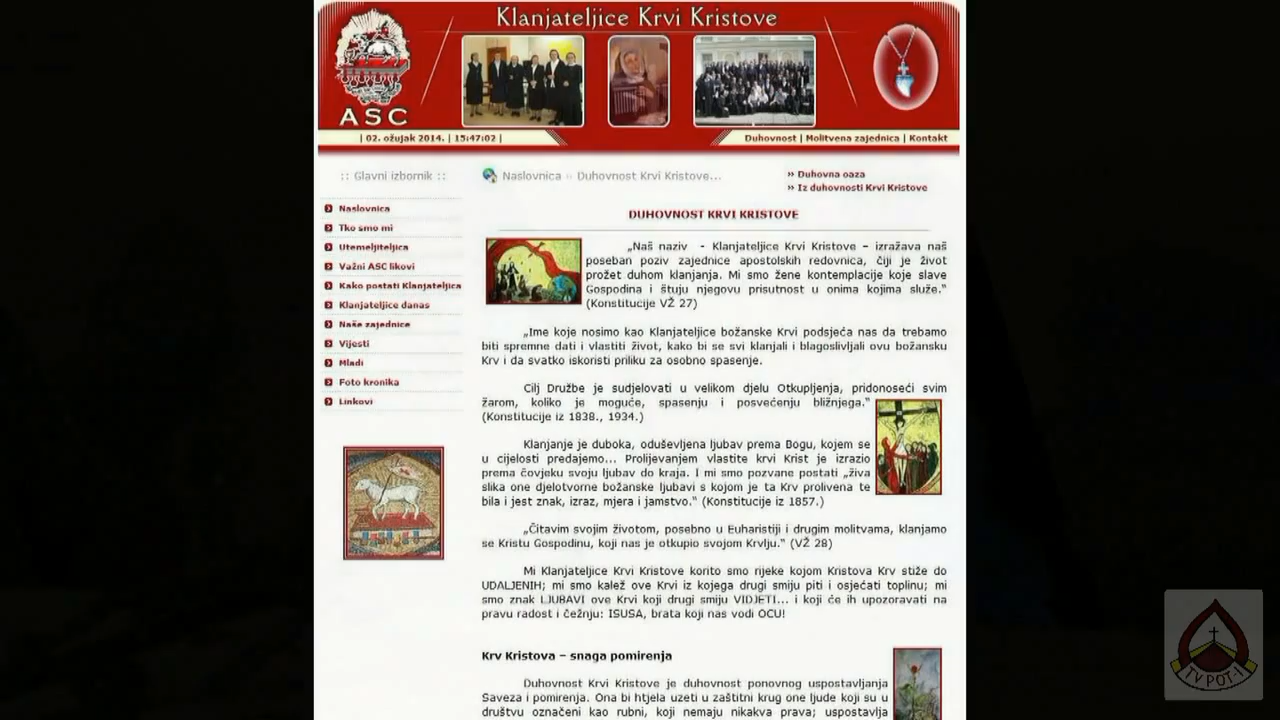 Klanjateljice Krvi Kristove
ASC
| 02. ožujak 2014. | 15:47:02 |
Duhovnost | Molitvena zajednica | Kontakt
:: Glavni izbornik ::
Naslovnica
Tko smo mi
Utemeljiteljica
Važni ASC likovi
Kako postati Klanjateljica
Klanjateljice danas
Naše zajednice
Vijesti
Mladi
Foto kronika
Linkovi
Naslovnica » Duhovnost Krvi Kristove...
» Duhovna oaza
» Iz duhovnosti Krvi Kristove
DUHOVNOST KRVI KRISTOVE
„Naš naziv - Klanjateljice Krvi Kristove – izražava naš
poseban poziv zajednice apostolskih redovnica, čiji je život
prožet duhom klanjanja. Mi smo žene kontemplacije koje slave
Gospodina i štuju njegovu prisutnost u onima kojima služe.“
(Konstitucije VŽ 27)
„Ime koje nosimo kao Klanjateljice božanske Krvi podsjeća nas da trebamo
biti spremne dati i vlastiti život, kako bi se svi klanjali i blagoslivljali ovu božansku
Krv i da svatko iskoristi priliku za osobno spasenje.
Cilj Družbe je sudjelovati u velikom djelu Otkupljenja, pridonoseći svim
žarom, koliko je moguće, spasenju i posvećenju bližnjega.“
(Konstitucije iz 1838., 1934.)
Klanjanje je duboka, oduševljena ljubav prema Bogu, kojem se
u cijelosti predajemo... Prolijevanjem vlastite krvi Krist je izrazio
prema čovjeku svoju ljubav do kraja. I mi smo pozvane postati „živa
slika one djelotvorne božanske ljubavi s kojom je ta Krv prolivena te
bila i jest znak, izraz, mjera i jamstvo.“ (Konstitucije iz 1857.)
„Čitavim svojim životom, posebno u Euharistiji i drugim molitvama, klanjamo
se Kristu Gospodinu, koji nas je otkupio svojom Krvlju.“ (VŽ 28)
Mi Klanjateljice Krvi Kristove korito smo rijeke kojom Kristova Krv stiže do
UDALJENIH; mi smo kalež ove Krvi iz kojega drugi smiju piti i osjećati toplinu; mi
smo znak LJUBAVI ove Krvi koji drugi smiju VIDJETI... i koji će ih upozoravati na
pravu radost i čežnju: ISUSA, brata koji nas vodi OCU!
Krv Kristova – snaga pomirenja
Duhovnost Krvi Kristove je duhovnost ponovnog uspostavljanja
Saveza i pomirenja. Ona bi htjela uzeti u zaštitni krug one ljude koji su u
društvu označeni kao rubni, koji nemaju nikakva prava; uspostavlja
TV POT-1